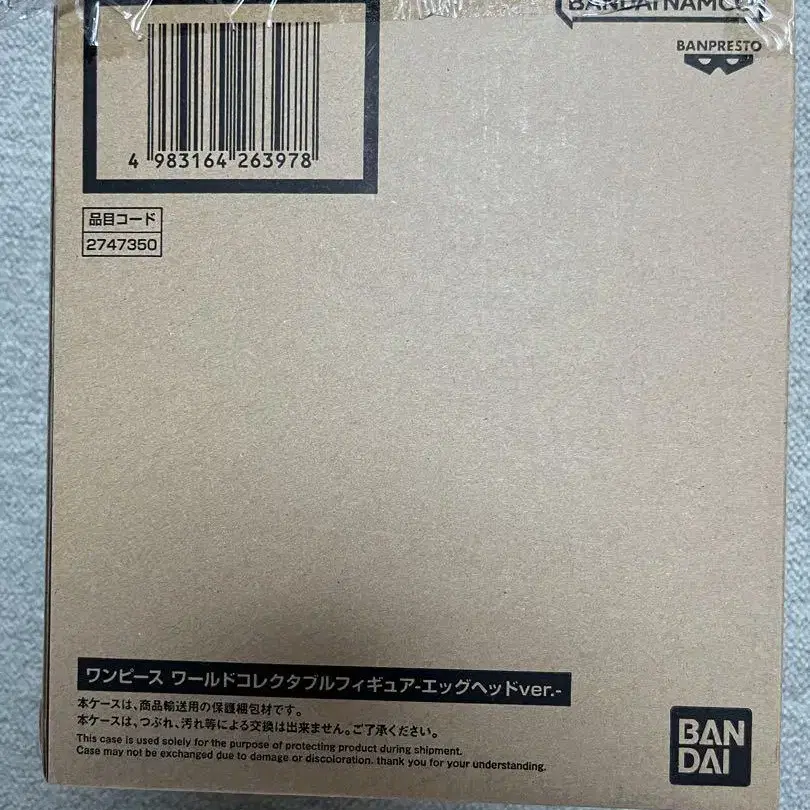 BANDAI NAMCO
BANPRESTO
4 983164 263978
品目コード
2747350
ワンピース ワールドコレクタブルフィギュア-エッグヘッドver.-
本ケースは、商品輸送用の保護梱包材です。
本ケースは、つぶれ、汚れ等による交換は出来ません。ご了承ください。
This case is used solely for the purpose of protecting product during shipment.
Case may not be exchanged due to damage or discoloration. thank you for your understanding.
BAN
DAI